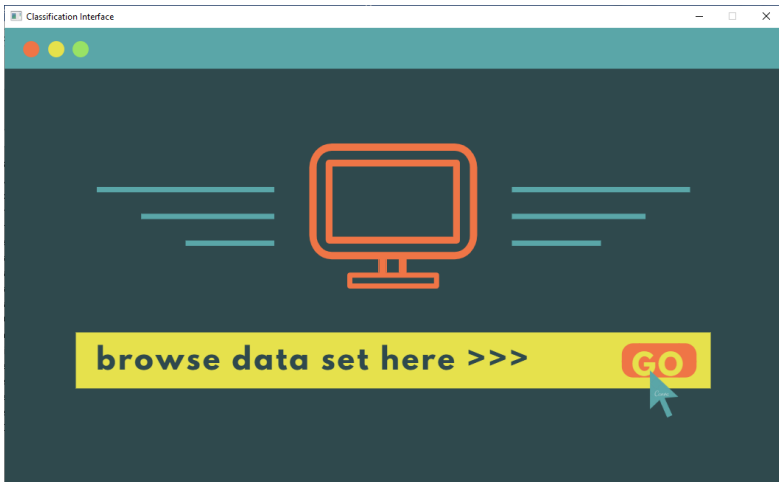 Classification Interface
browse data set here >>> GO